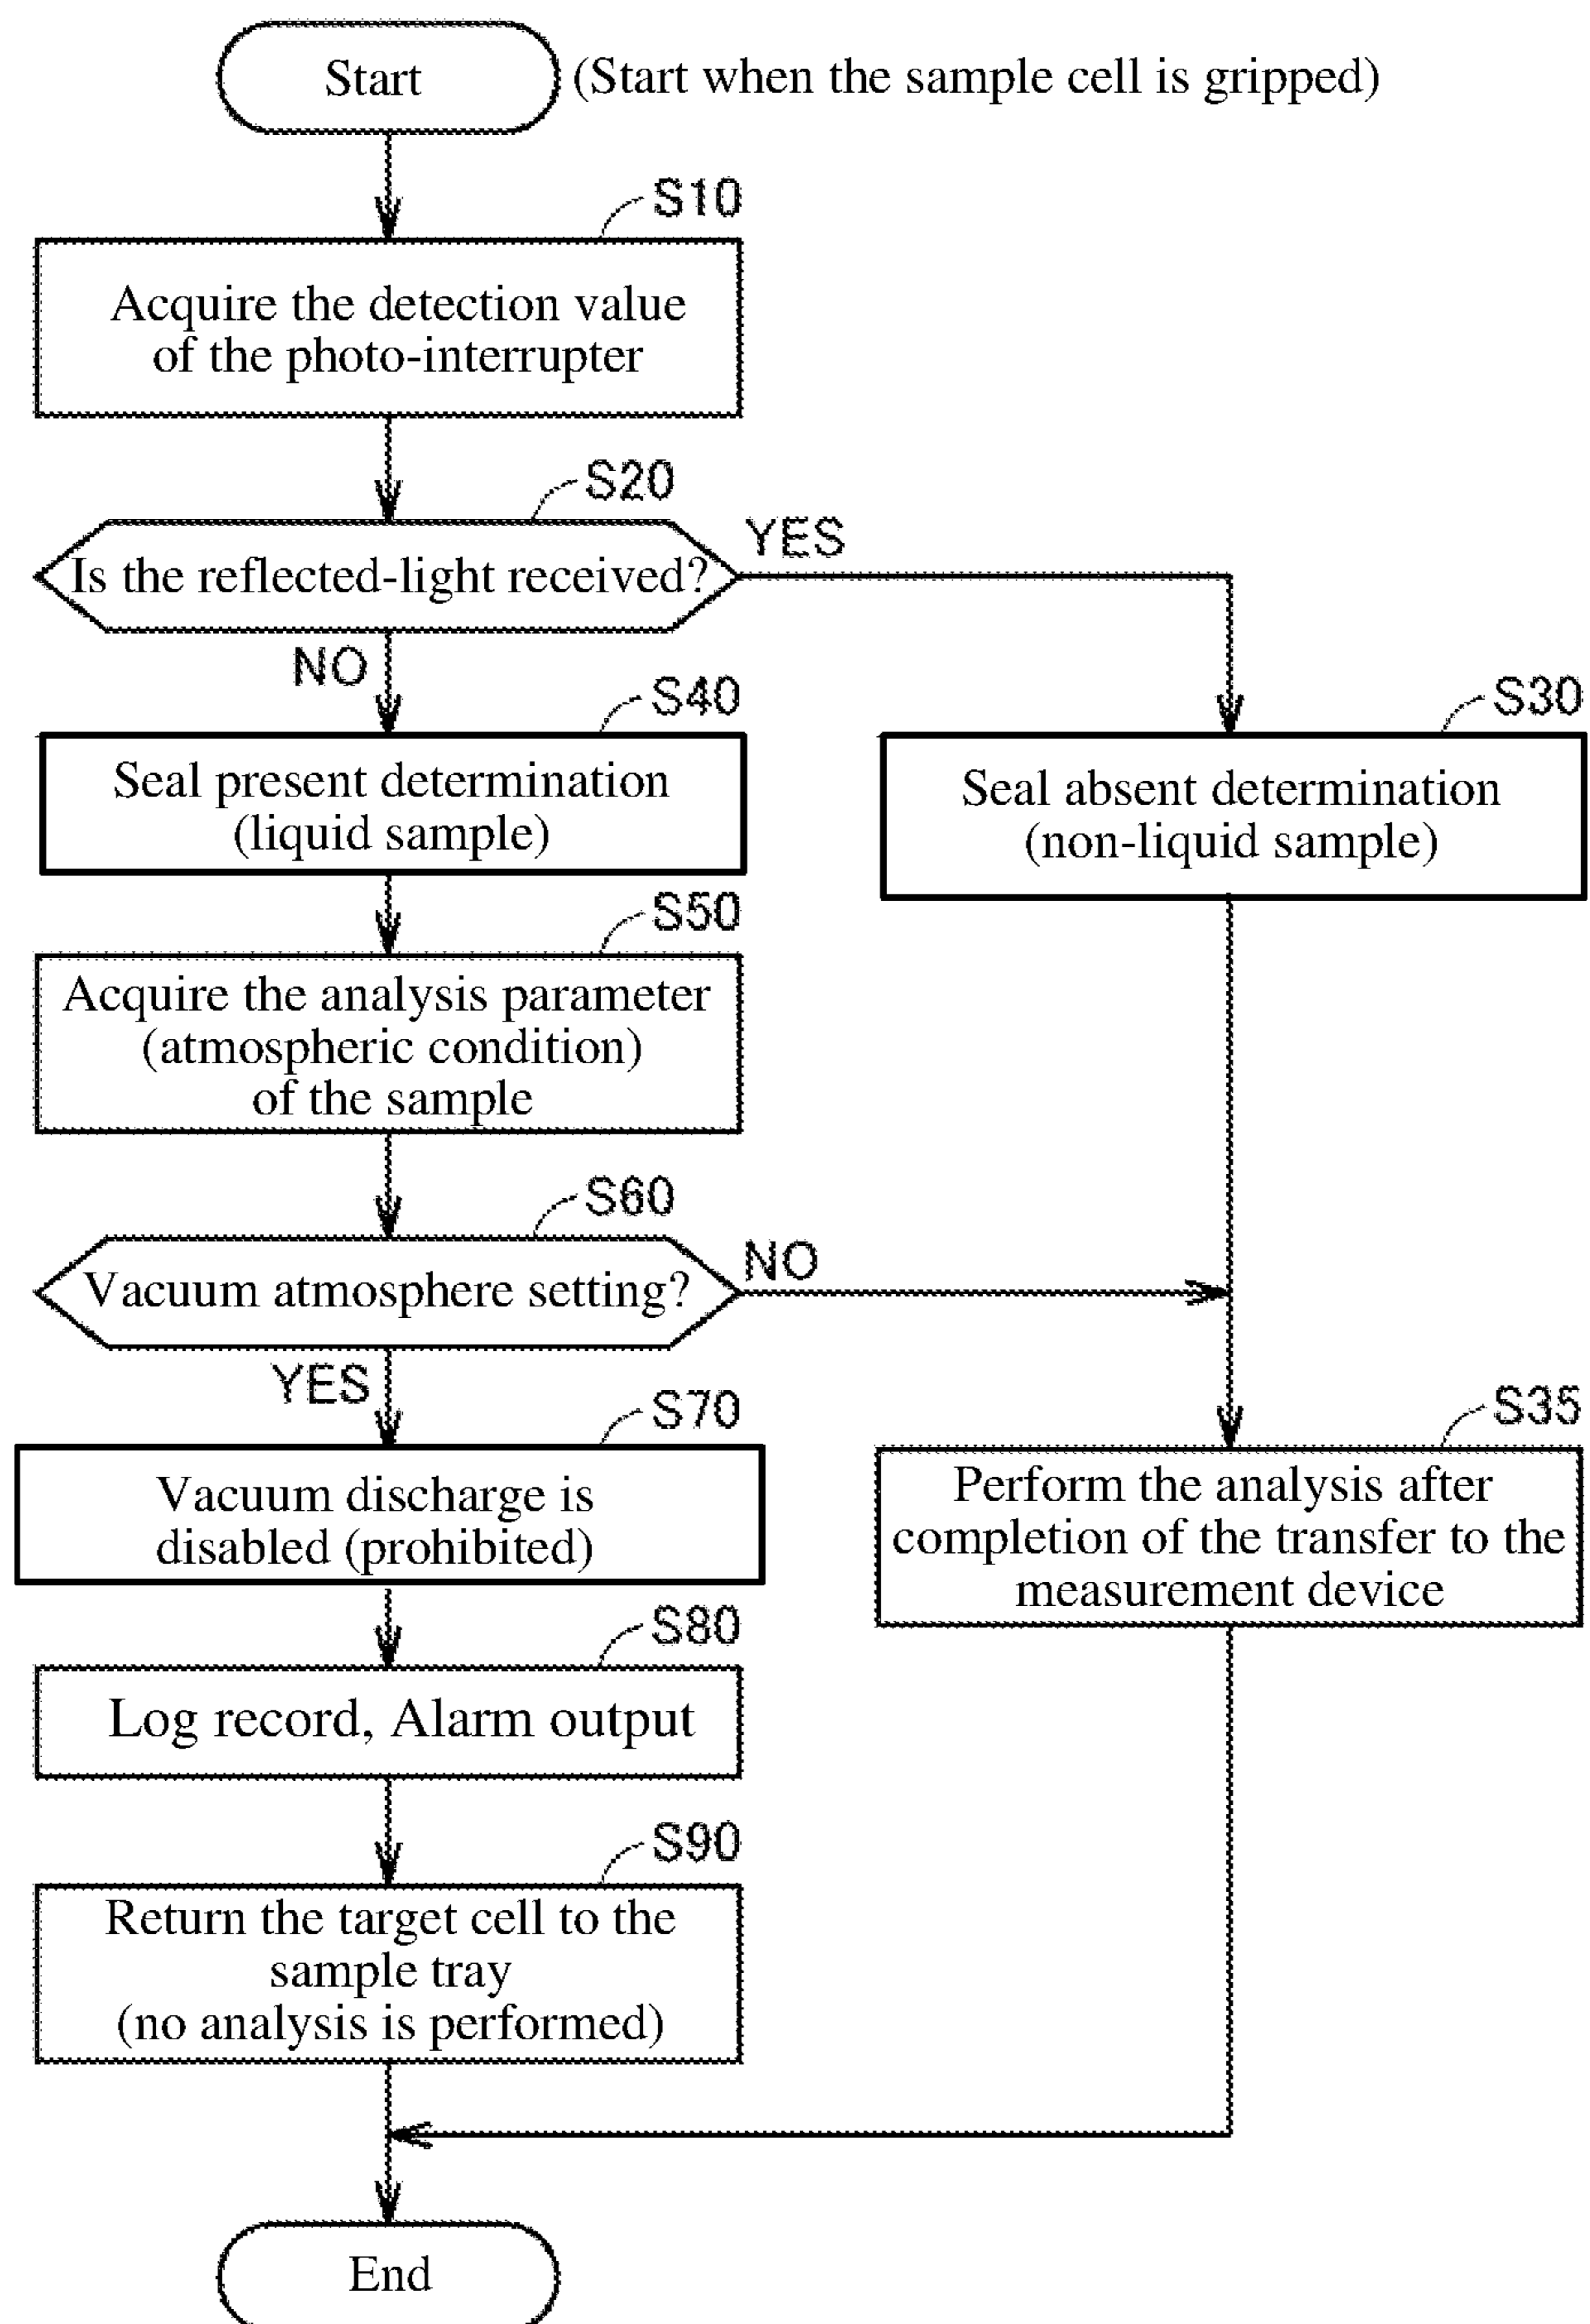 Start
(Start when the sample cell is gripped)
S10
Acquire the detection value
of the photo-interrupter
S20
Is the reflected-light received?
YES
NO
S40
Seal present determination
(liquid sample)
S30
Seal absent determination
(non-liquid sample)
S50
Acquire the analysis parameter
(atmospheric condition)
of the sample
S60
Vacuum atmosphere setting?
NO
YES
S70
Vacuum discharge is
disabled (prohibited)
S35
Perform the analysis after
completion of the transfer to the
measurement device
S80
Log record, Alarm output
S90
Return the target cell to the
sample tray
(no analysis is performed)
End